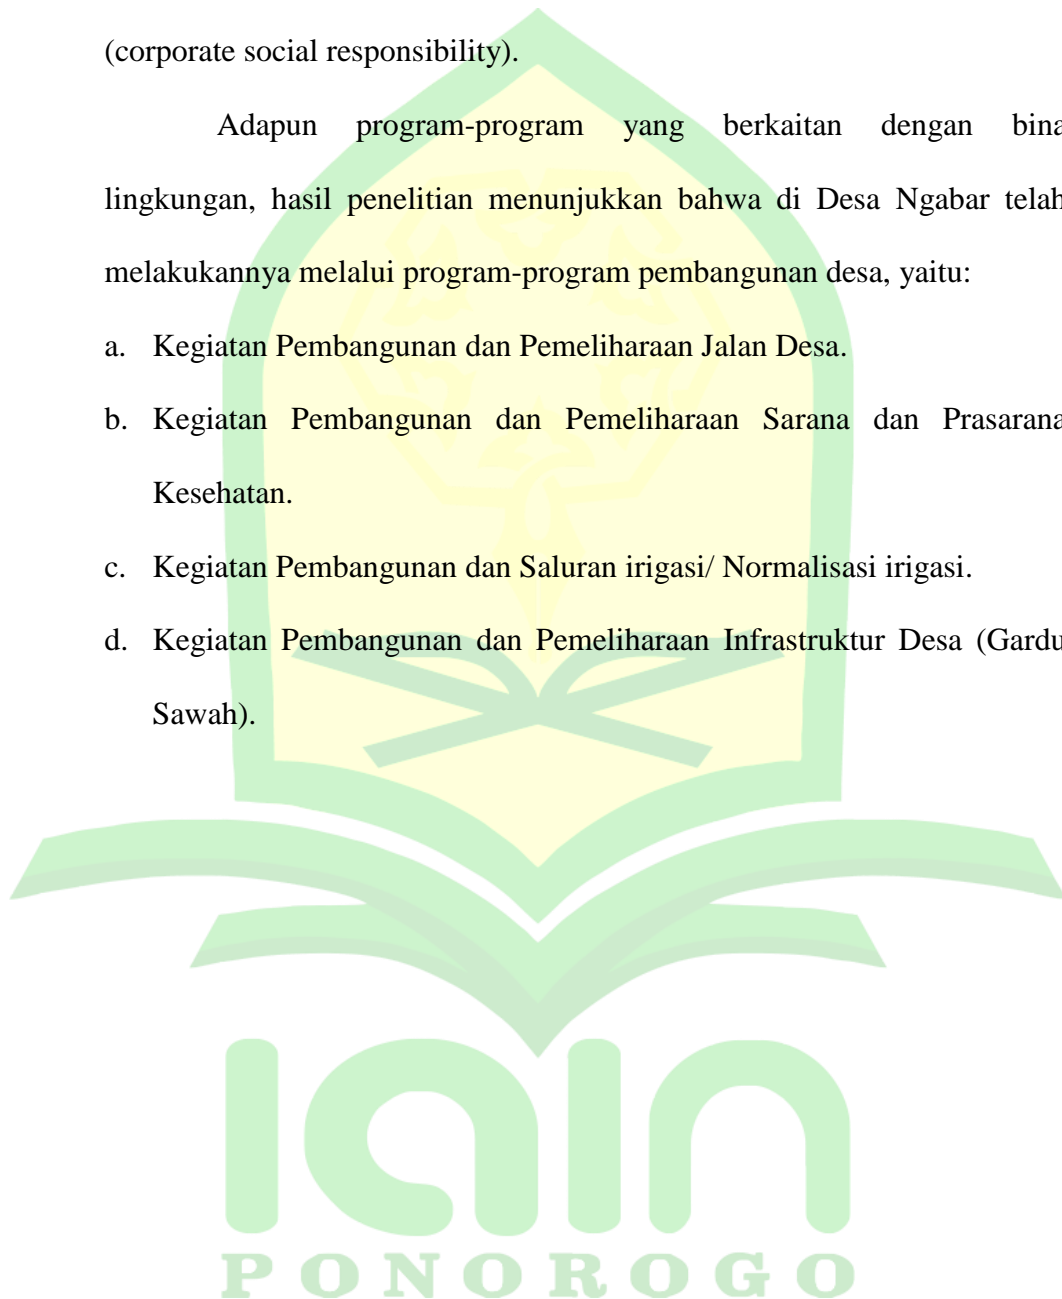 (corporate social responsibility).
Adapun program-program yang berkaitan dengan bina
lingkungan, hasil penelitian menunjukkan bahwa di Desa Ngabar telah
melakukannya melalui program-program pembangunan desa, yaitu:
a. Kegiatan Pembangunan dan Pemeliharaan Jalan Desa.
b. Kegiatan Pembangunan dan Pemeliharaan Sarana dan Prasarana
Kesehatan.
c. Kegiatan Pembangunan dan Saluran irigasi/ Normalisasi irigasi.
d. Kegiatan Pembangunan dan Pemeliharaan Infrastruktur Desa (Gardu
Sawah).
IAIN
PONOROGO